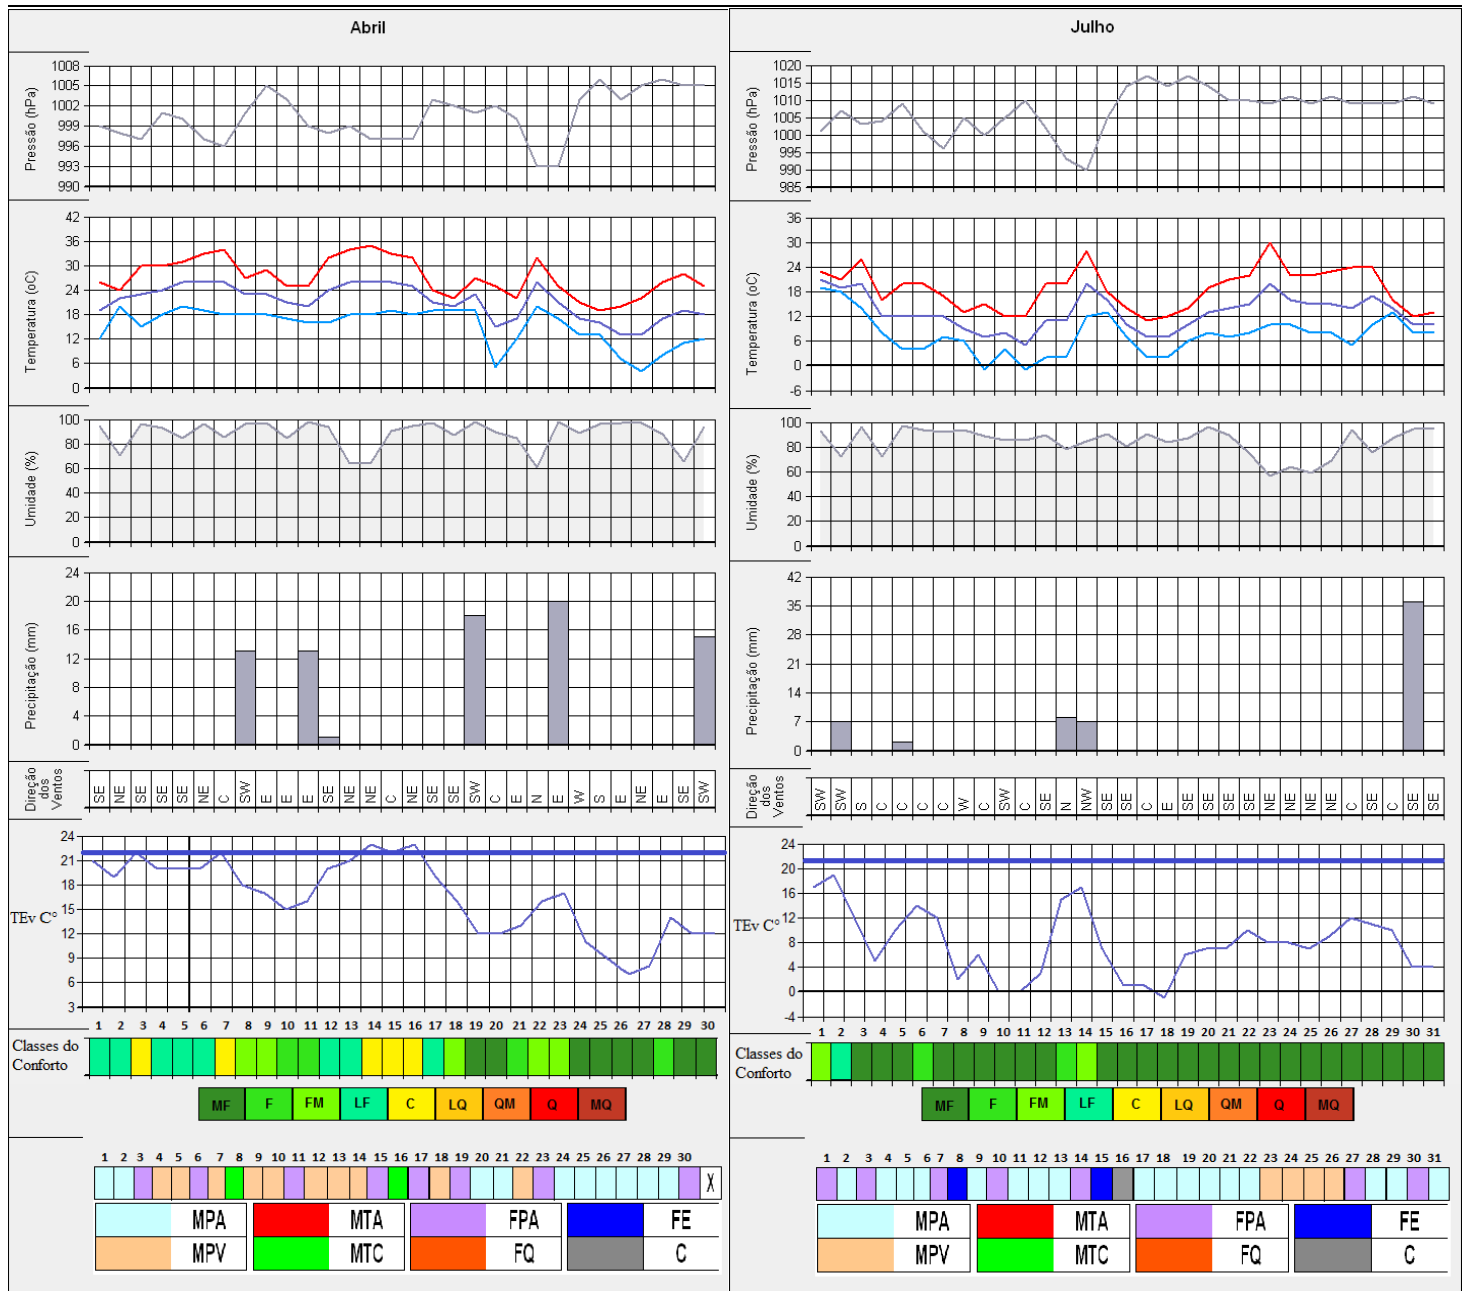 Abril
Pressão (hPa)
1008
1005
1002
999
996
993
990
Temperatura (oC)
42
36
30
24
18
12
6
0
Umidade (%)
100
80
60
40
20
0
Precipitação (mm)
24
20
16
12
8
4
0
Direção dos Ventos
SE NE SE SE SE NE C SW E E E SE NE NE C NE SE SE SW C E N E W S E NE E SE SW
TEv C°
24
21
18
15
12
9
6
3
1 2 3 4 5 6 7 8 9 10 11 12 13 14 15 16 17 18 19 20 21 22 23 24 25 26 27 28 29 30
Classes do
Conforto
MF F FM LF C LQ QM Q MQ
1 2 3 4 5 6 7 8 9 10 11 12 13 14 15 16 17 18 19 20 21 22 23 24 25 26 27 28 29 30
X
MPA MTA FPA FE
MPV MTC FQ C
Julho
Pressão (hPa)
1020
1015
1010
1005
1000
995
990
985
Temperatura (oC)
36
30
24
18
12
6
0
-6
Umidade (%)
100
80
60
40
20
0
Precipitação (mm)
42
35
28
21
14
7
0
Direção dos Ventos
SW SW S C C C C W C SW C SE N NW SE SE C E SE SE SE SE NE NE NE NE C SE C SE SE
TEv C°
24
20
16
12
8
4
0
-4
1 2 3 4 5 6 7 8 9 10 11 12 13 14 15 16 17 18 19 20 21 22 23 24 25 26 27 28 29 30 31
Classes do
Conforto
MF F FM LF C LQ QM Q MQ
1 2 3 4 5 6 7 8 9 10 11 12 13 14 15 16 17 18 19 20 21 22 23 24 25 26 27 28 29 30 31
MPA MTA FPA FE
MPV MTC FQ C